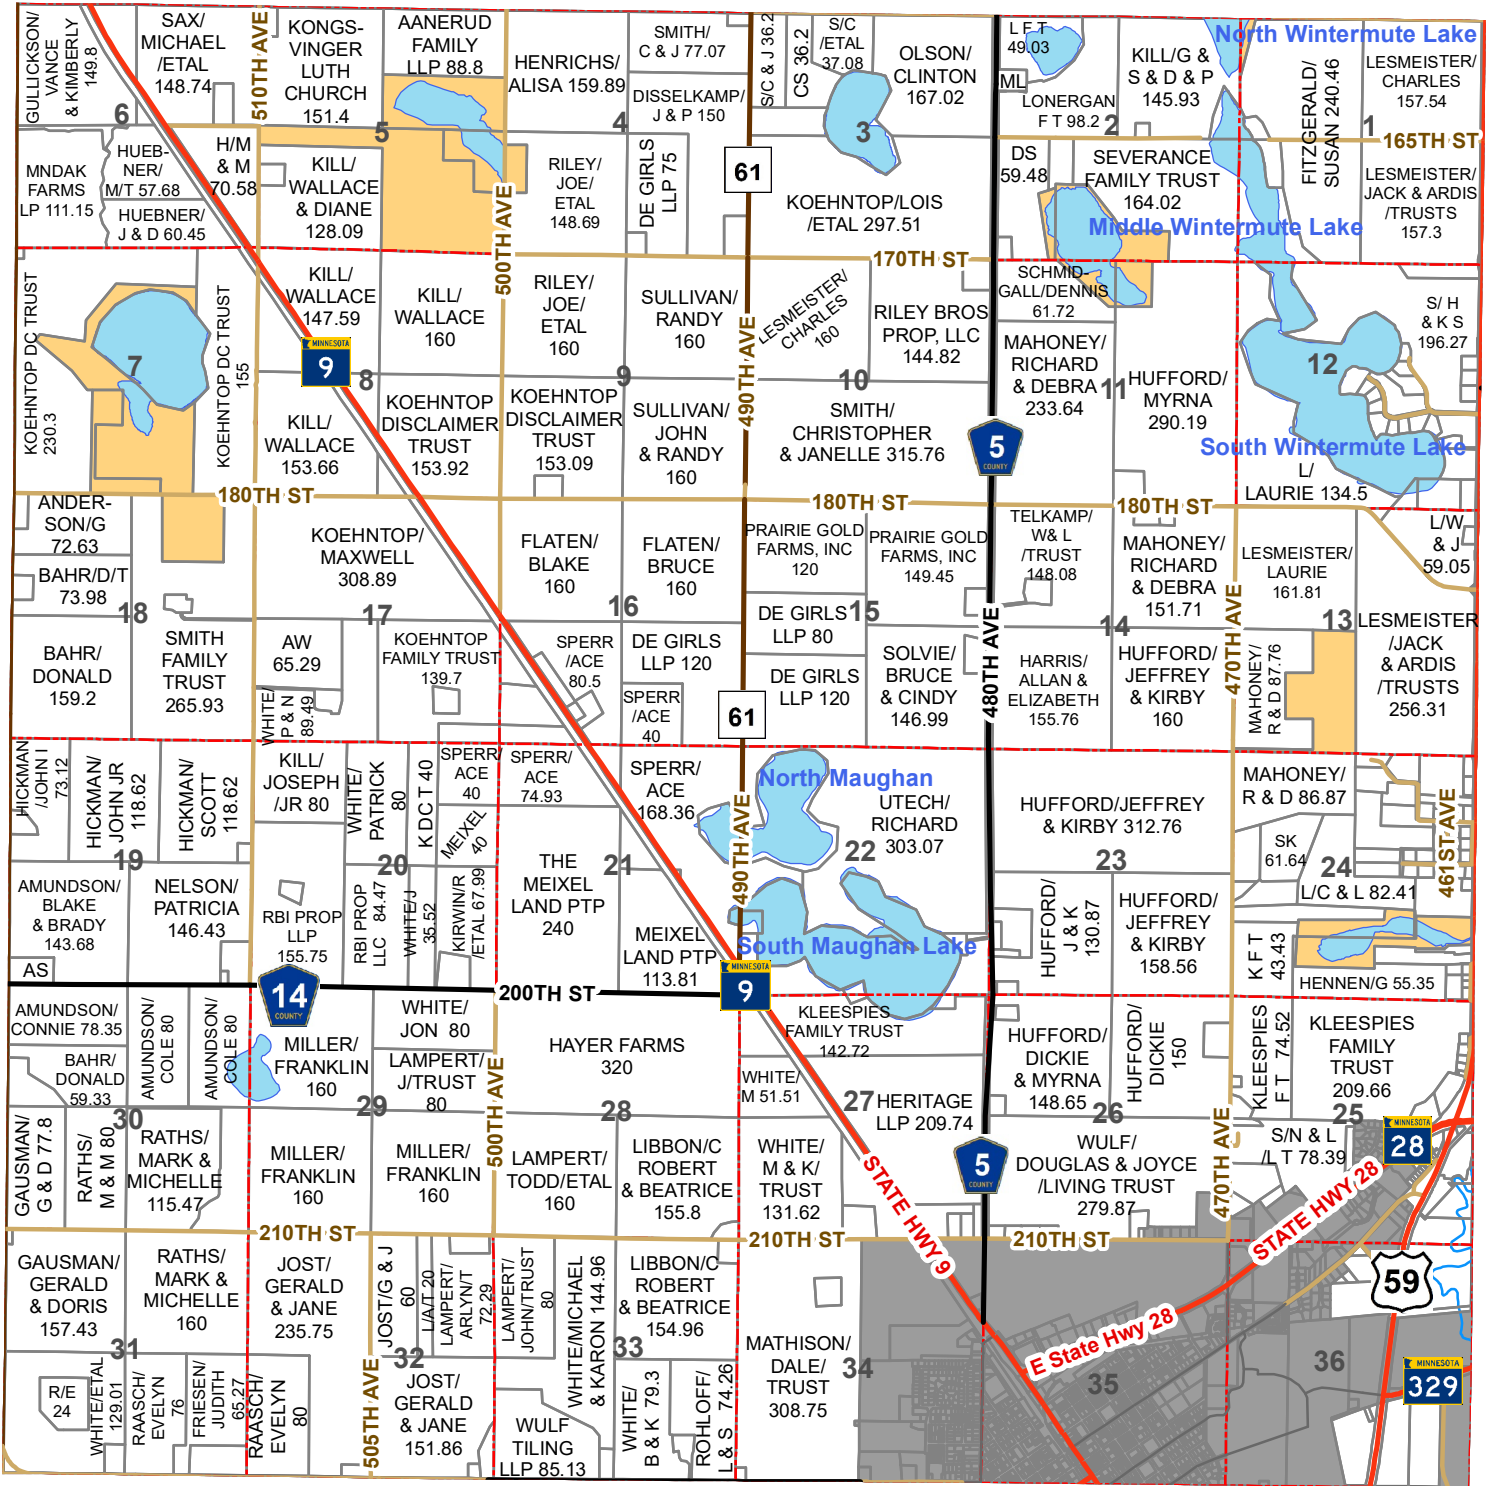 GULLICKSON/
VANCE
& KIMBERLY
149.8
SAX/
MICHAEL
/ETAL
148.74
510TH AVE
KONGS-
VINGER
LUTH
CHURCH
151.4
AANERUD
FAMILY
LLP 88.8
HENRICHS/
ALISA 159.89
SMITH/
C & J 77.07
DISSELKAMP/
J & P 150
S/C & J 36.2
CS 36.2
S/C
/ETAL
37.08
OLSON/
CLINTON
167.02
L F T
49.03
ML
LONERGAN
F T 98.2
KILL/G &
S & D & P
145.93
North Wintermute Lake
FITZGERALD/
SUSAN 240.46
LESMEISTER/
CHARLES
157.54
6
5
4
3
2
1
165TH ST
MNDAK
FARMS
LP 111.15
HUEB-
NER/
M/T 57.68
HUEBNER/
J & D 60.45
H/M
& M
70.58
KILL/
WALLACE
& DIANE
128.09
500TH AVE
RILEY/
JOE/
ETAL
148.69
DE GIRLS
LLP 75
61
KOEHNTOP/LOIS
/ETAL 297.51
DS
59.48
SEVERANCE
FAMILY TRUST
164.02
Middle Wintermute Lake
LESMEISTER/
JACK & ARDIS
/TRUSTS
157.3
170TH ST
KOEHNTOP DC TRUST
230.3
7
KOEHNTOP DC TRUST
155
KILL/
WALLACE
147.59
MINNESOTA
9
8
KILL/
WALLACE
160
RILEY/
JOE/
ETAL
160
9
SULLIVAN/
RANDY
160
490TH AVE
LESMEISTER/
CHARLES
160
10
RILEY BROS
PROP, LLC
144.82
SCHMID-
GALL/DENNIS
61.72
MAHONEY/
RICHARD
& DEBRA
233.64
11
HUFFORD/
MYRNA
290.19
12
S/ H
& K S
196.27
South Wintermute Lake
L/
LAURIE 134.5
KILL/
WALLACE
153.66
KOEHNTOP
DISCLAIMER
TRUST
153.92
KOEHNTOP
DISCLAIMER
TRUST
153.09
SULLIVAN/
JOHN
& RANDY
160
SMITH/
CHRISTOPHER
& JANELLE 315.76
5
COUNTY
180TH ST
180TH ST
180TH ST
ANDER-
SON/G
72.63
BAHR/D/T
73.98
18
KOEHNTOP/
MAXWELL
308.89
17
FLATEN/
BLAKE
160
FLATEN/
BRUCE
160
16
PRAIRIE GOLD
FARMS, INC
120
PRAIRIE GOLD
FARMS, INC
149.45
DE GIRLS
LLP 80
15
480TH AVE
TELKAMP/
W& L
/TRUST
148.08
MAHONEY/
RICHARD
& DEBRA
151.71
14
470TH AVE
LESMEISTER/
LAURIE
161.81
13
L/W
& J
59.05
BAHR/
DONALD
159.2
SMITH
FAMILY
TRUST
265.93
AW
65.29
WHITE/
P & N
89.49
KOEHNTOP
FAMILY TRUST
139.7
SPERR
/ACE
80.5
DE GIRLS
LLP 120
SPERR
/ACE
40
61
DE GIRLS
LLP 120
SOLVIE/
BRUCE
& CINDY
146.99
HARRIS/
ALLAN &
ELIZABETH
155.76
HUFFORD/
JEFFREY
& KIRBY
160
MAHONEY/
R & D 87.76
LESMEISTER
/JACK
& ARDIS
/TRUSTS
256.31
HICKMAN
/JOHN I
73.12
HICKMAN/
JOHN JR
118.62
HICKMAN/
SCOTT
118.62
19
KILL/
JOSEPH
/JR 80
WHITE/
PATRICK
80
K D C T 40
20
SPERR/
ACE
40
MEIXEL
40
SPERR/
ACE
74.93
SPERR/
ACE
168.36
21
North Maughan
490TH AVE
UTECH/
RICHARD
303.07
22
HUFFORD/JEFFREY
& KIRBY 312.76
23
MAHONEY/
R & D 86.87
SK
61.64
24
L/C & L 82.41
461ST AVE
AMUNDSON/
BLAKE
& BRADY
143.68
AS
NELSON/
PATRICIA
146.43
RBI PROP
LLP
155.75
RBI PROP
LLC 84.47
WHITE/J
35.52
KIRWIN/R
/ETAL 67.99
THE
MEIXEL
LAND PTP
240
MEIXEL
LAND PTP
113.81
South Maughan Lake
HUFFORD/
J & K
130.87
HUFFORD/
JEFFREY
& KIRBY
158.56
K F T
43.43
HENNEN/G 55.35
14
COUNTY
200TH ST
MINNESOTA
9
AMUNDSON/
CONNIE 78.35
BAHR/
DONALD
59.33
AMUNDSON/
COLE 80
AMUNDSON/
COLE 80
30
MILLER/
FRANKLIN
160
29
WHITE/
JON 80
LAMPERT/
J/TRUST
80
500TH AVE
HAYER FARMS
320
28
KLEESPIES
FAMILY TRUST
142.72
WHITE/
M 51.51
27
HERITAGE
LLP 209.74
HUFFORD/
DICKIE
& MYRNA
148.65
HUFFORD/
DICKIE
150
26
470TH AVE
KLEESPIES
F T 74.52
KLEESPIES
FAMILY
TRUST
209.66
25
GAUSMAN/
G & D 77.8
RATHS/
M & M 80
RATHS/
MARK &
MICHELLE
115.47
MILLER/
FRANKLIN
160
MILLER/
FRANKLIN
160
LAMPERT/
TODD/ETAL
160
LIBBON/C
ROBERT
& BEATRICE
155.8
WHITE/
M & K/
TRUST
131.62
STATE HWY 9
5
COUNTY
WULF/
DOUGLAS & JOYCE
/LIVING TRUST
279.87
S/N & L
/L T 78.39
MINNESOTA
28
STATE HWY 28
210TH ST
210TH ST
210TH ST
GAUSMAN/
GERALD
& DORIS
157.43
31
RATHS/
MARK &
MICHELLE
160
JOST/
GERALD
& JANE
235.75
JOST/G & J
60
L/A/T 20
LAMPERT/
ARLYN/T
72.29
32
LAMPERT/
JOHN/TRUST
80
WHITE/MICHAEL
& KARON 144.96
LIBBON/C
ROBERT
& BEATRICE
154.96
33
MATHISON/
DALE/
TRUST
308.75
34
E State Hwy 28
35
36
59
MINNESOTA
329
R/E
24
WHITE/ETAL
129.01
RAASCH/
EVELYN
76
FRIESEN/
JUDITH
65.27
RAASCH/
EVELYN
80
505TH AVE
JOST/
GERALD
& JANE
151.86
WULF
TILING
LLP 85.13
WHITE/
B & K 79.3
ROHLOFF/
L & S 74.26